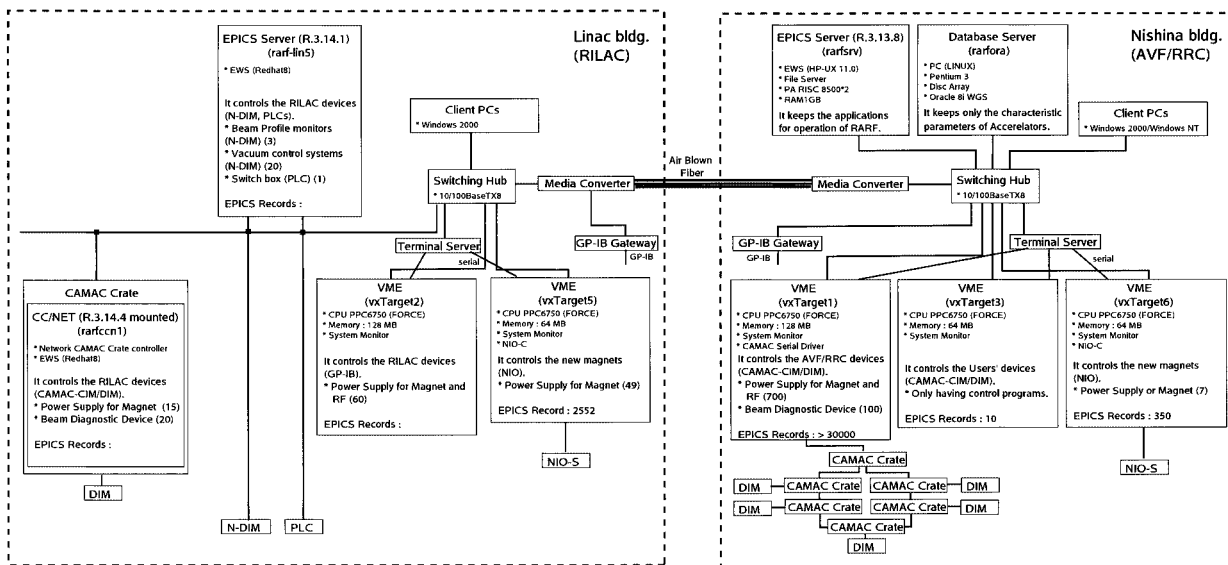 Linac bldg.
(RILAC)
EPICS Server (R.3.14.1)
(rarf-lin5)
* EWS (Redhat8)
It controls the RILAC devices
(N-DIM, PLCs).
* Beam Profile monitors
(N-DIM) (3)
* Vacuum control systems
(N-DIM) (20)
* Switch box (PLC) (1)
EPICS Records :
Client PCs
* Windows 2000
Switching Hub
* 10/100BaseTX8
Media Converter
Air Blown
Fiber
GP-IB Gateway
GP-IB
Terminal Server
serial
CAMAC Crate
CC/NET (R.3.14.4 mounted)
(rarfccn1)
* Network CAMAC Crate controller
* EWS (Redhat8)
It controls the RILAC devices
(CAMAC-CIM/DIM).
* Power Supply for Magnet (15)
* Beam Diagnostic Device (20)
EPICS Records :
DIM
N-DIM
PLC
VME
(vxTarget2)
* CPU PPC6750 (FORCE)
* Memory : 128 MB
* System Monitor
It controls the RILAC devices
(GP-IB).
* Power Supply for Magnet and
RF (60)
EPICS Records :
VME
(vxTarget5)
* CPU PPC6750 (FORCE)
* Memory : 64 MB
* System Monitor
* NIO-C
It controls the new magnets
(NIO).
* Power Supply for Magnet (49)
EPICS Record : 2552
NIO-S
Nishina bldg.
(AVF/RRC)
EPICS Server (R.3.13.8)
(rarfsrv)
* EWS (HP-UX 11.0)
* File Server
* PA RISC 8500*2
* RAM1GB
It keeps the applications
for operation of RARF.
Database Server
(rarfora)
* PC (LINUX)
* Pentium 3
* Disc Array
* Oracle 8i WGS
It keeps only the characteristic
parameters of Accerelators.
Client PCs
* Windows 2000/Windows NT
Media Converter
Switching Hub
* 10/100BaseTX8
GP-IB Gateway
GP-IB
Terminal Server
serial
VME
(vxTarget1)
* CPU PPC6750 (FORCE)
* Memory : 128 MB
* System Monitor
* CAMAC Serial Driver
It controls the AVF/RRC devices
(CAMAC-CIM/DIM).
* Power Supply for Magnet and
RF (700)
* Beam Diagnostic Device (100)
EPICS Records : > 30000
VME
(vxTarget3)
* CPU PPC6750 (FORCE)
* Memory : 64 MB
* System Monitor
It controls the Users' devices
(CAMAC-CIM/DIM).
* Only having control programs.
EPICS Records : 10
VME
(vxTarget6)
* CPU PPC6750 (FORCE)
* Memory : 64 MB
* System Monitor
* NIO-C
It controls the new magnets
(NIO).
* Power Supply or Magnet (7)
EPICS Records : 350
NIO-S
CAMAC Crate
DIM CAMAC Crate CAMAC Crate DIM
DIM CAMAC Crate CAMAC Crate DIM
CAMAC Crate
DIM